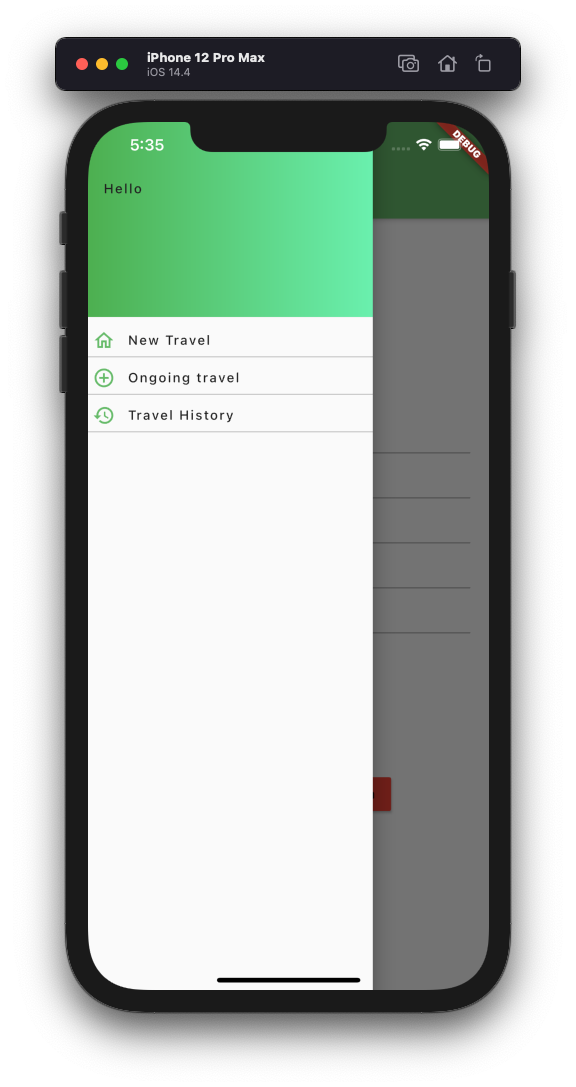 iPhone 12 Pro Max
iOS 14.4
5:35
DEBUG
Hello
New Travel
Ongoing travel
Travel History